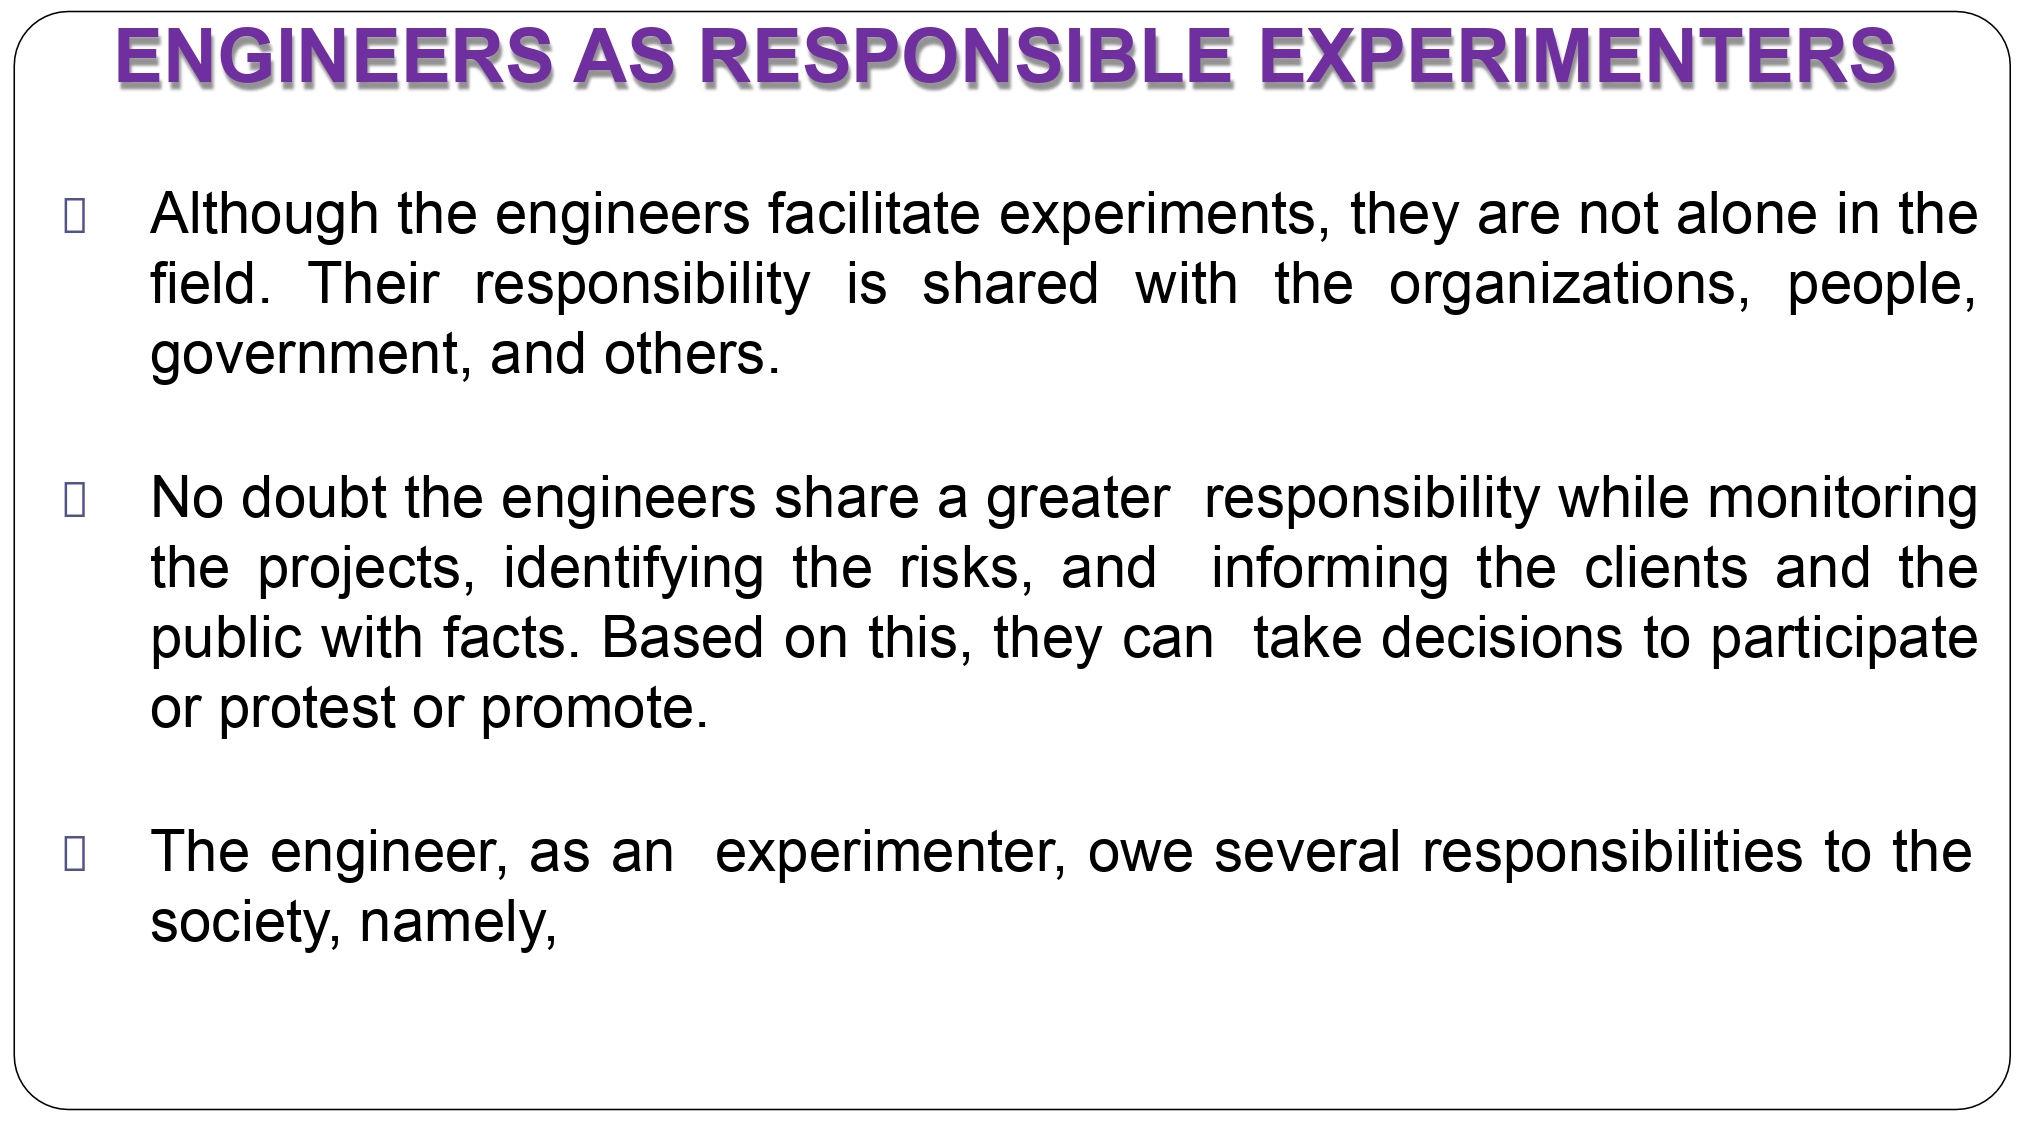 ENGINEERS AS RESPONSIBLE EXPERIMENTERS
Although the engineers facilitate experiments, they are not alone in the
field. Their responsibility is shared with the organizations, people,
government, and others.
No doubt the engineers share a greater  responsibility while monitoring
the projects, identifying the risks, and  informing the clients and the
public with facts. Based on this, they can  take decisions to participate
or protest or promote.
The engineer, as an  experimenter, owe several responsibilities to the
society, namely,